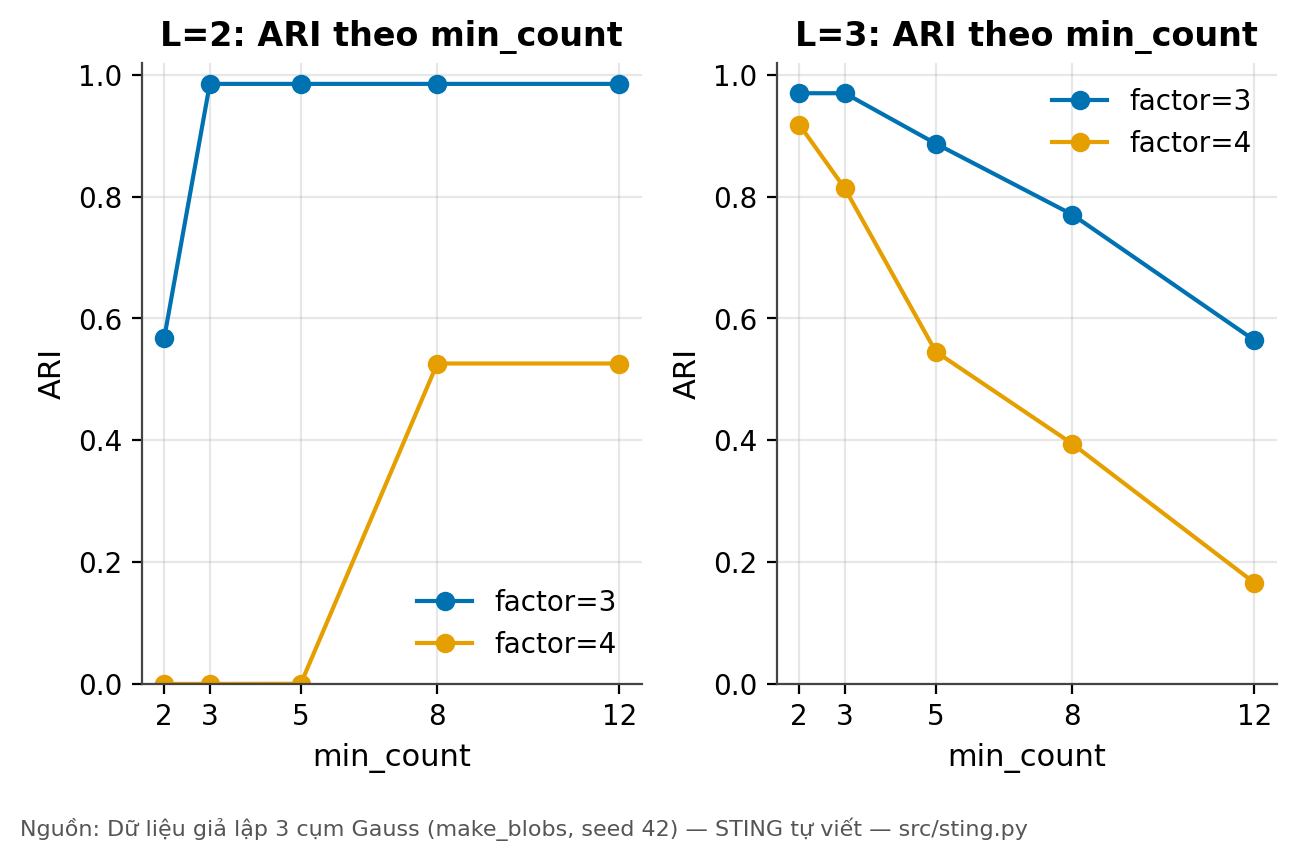 L=2: ARI theo min_count
1.0
0.8
0.6
0.4
0.2
0.0
ARI
2 3 5 8 12
min_count
factor=3
factor=4
L=3: ARI theo min_count
1.0
0.8
0.6
0.4
0.2
0.0
ARI
2 3 5 8 12
min_count
factor=3
factor=4
Nguồn: Dữ liệu giả lập 3 cụm Gauss (make_blobs, seed 42) — STING tự viết — src/sting.py